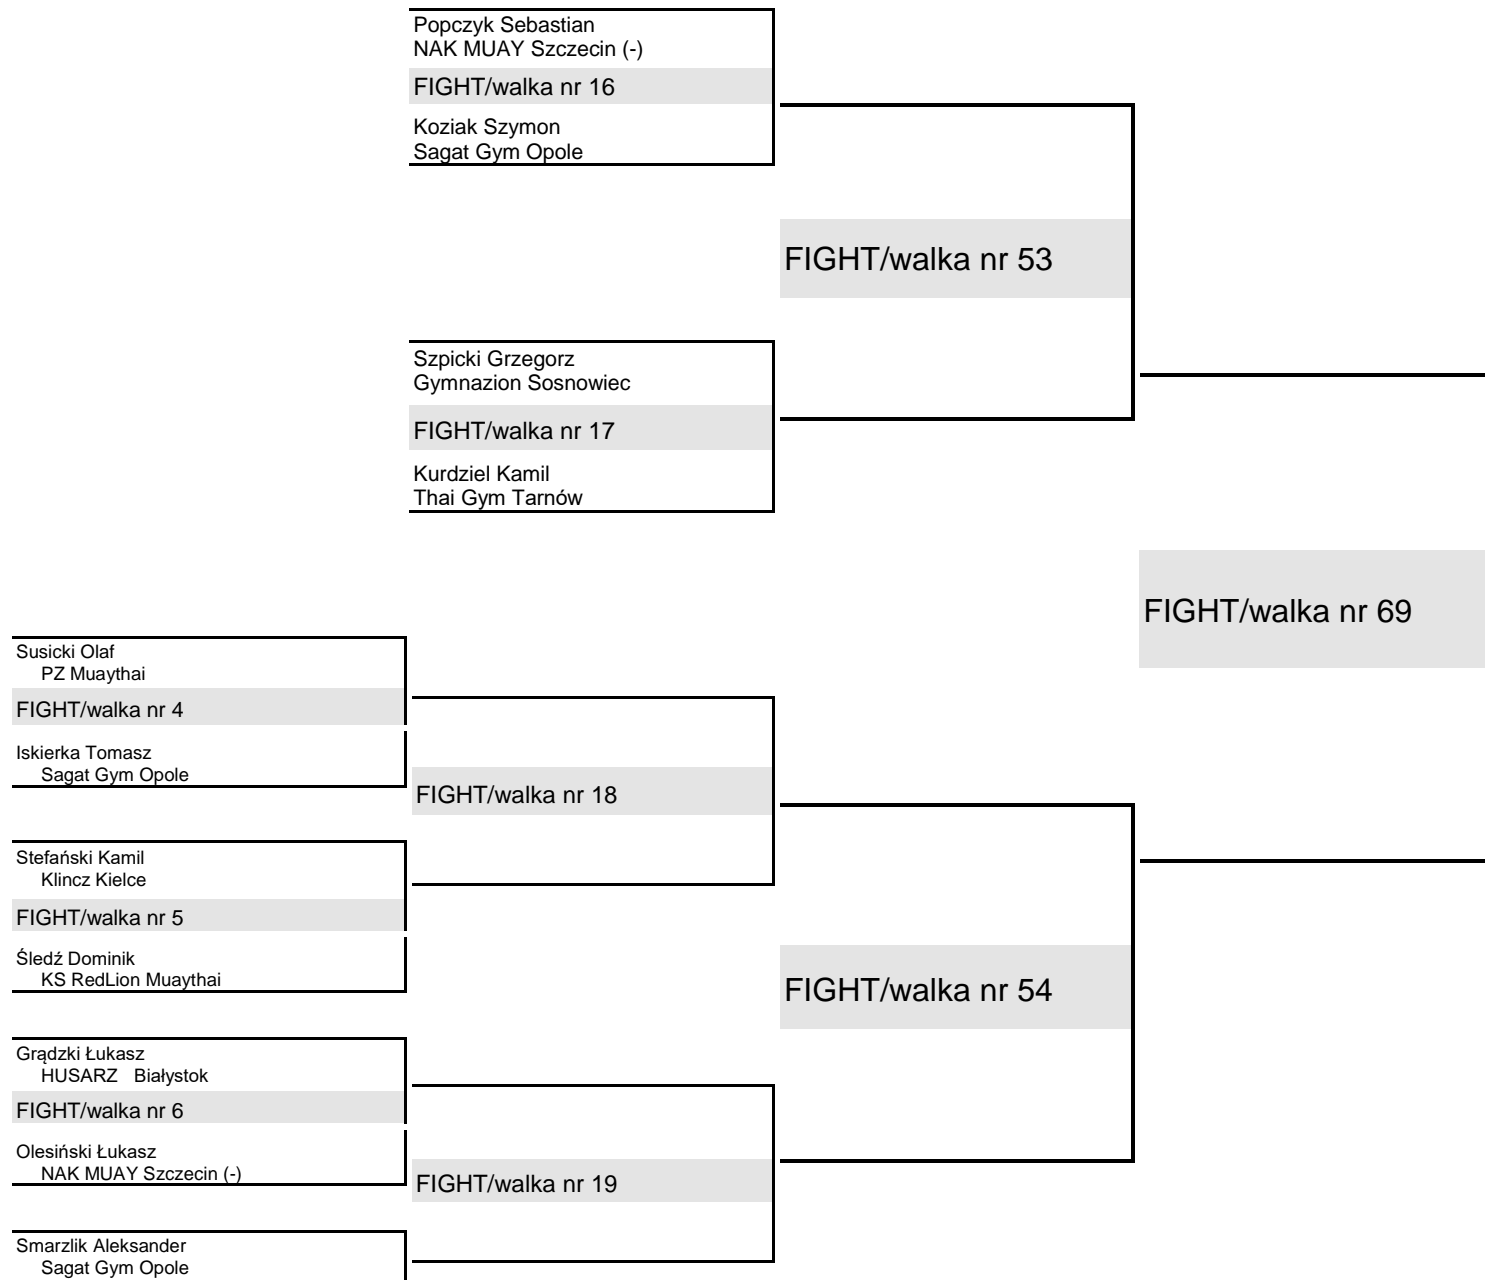 Popczyk Sebastian
NAK MUAY Szczecin (-)
FIGHT/walka nr 16
Koziak Szymon
Sagat Gym Opole
FIGHT/walka nr 53
Szpicki Grzegorz
Gymnazion Sosnowiec
FIGHT/walka nr 17
Kurdziel Kamil
Thai Gym Tarnów
FIGHT/walka nr 69
Susicki Olaf
PZ Muaythai
FIGHT/walka nr 4
Iskierka Tomasz
Sagat Gym Opole
FIGHT/walka nr 18
Stefański Kamil
Klincz Kielce
FIGHT/walka nr 5
Śledź Dominik
KS RedLion Muaythai
FIGHT/walka nr 54
Grądzki Łukasz
HUSARZ Białystok
FIGHT/walka nr 6
Olesiński Łukasz
NAK MUAY Szczecin (-)
FIGHT/walka nr 19
Smarzlik Aleksander
Sagat Gym Opole